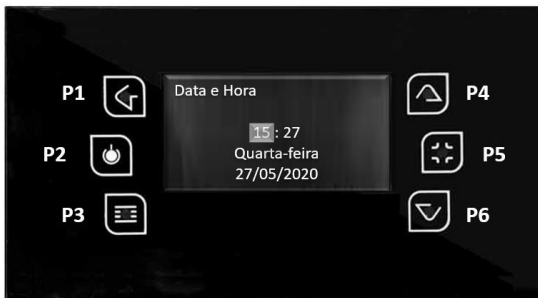 P1
P2
P3
Data e Hora
15 : 27
Quarta-feira
27/05/2020
P4
P5
P6